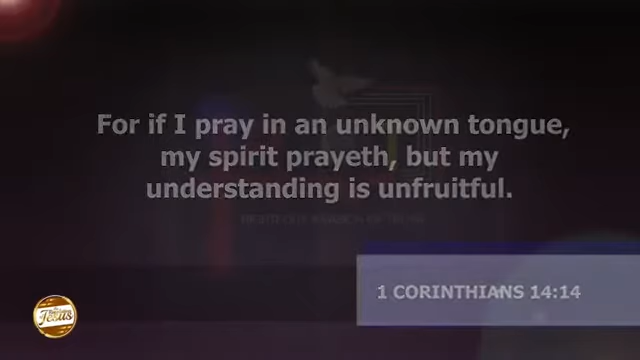 For if I pray in an unknown tongue,
my spirit prayeth, but my
understanding is unfruitful.
1 CORINTHIANS 14:14
Jesus